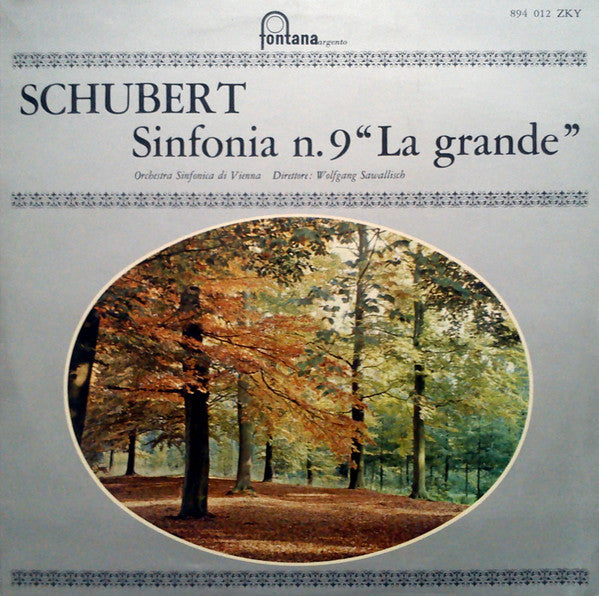 fontana argento
894 012 ZKY
SCHUBERT
Sinfonia n.9 “La grande”
Orchestra Sinfonica di Vienna Direttore: Wolfgang Sawallisch